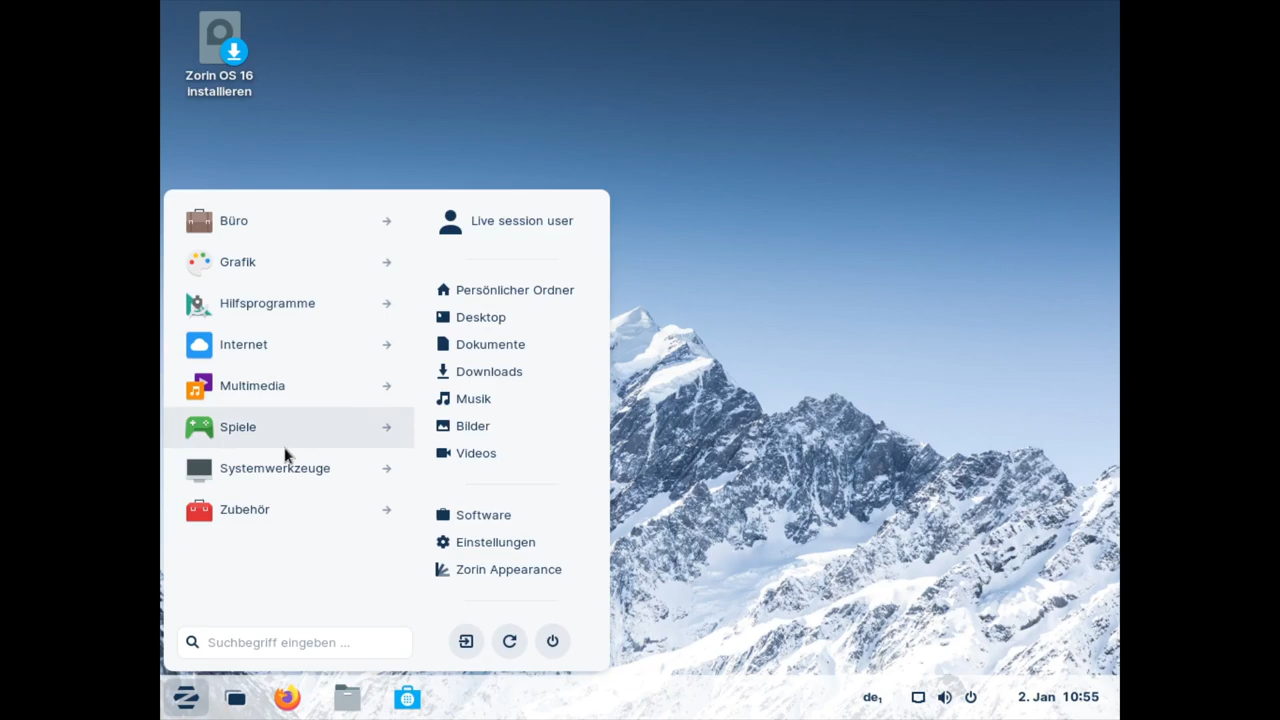 Zorin OS 16
installieren
Büro
Grafik
Hilfsprogramme
Internet
Multimedia
Spiele
Systemwerkzeuge
Zubehör
Suchbegriff eingeben ...
Live session user
Persönlicher Ordner
Desktop
Dokumente
Downloads
Musik
Bilder
Videos
Software
Einstellungen
Zorin Appearance
de₁
2. Jan 10:55